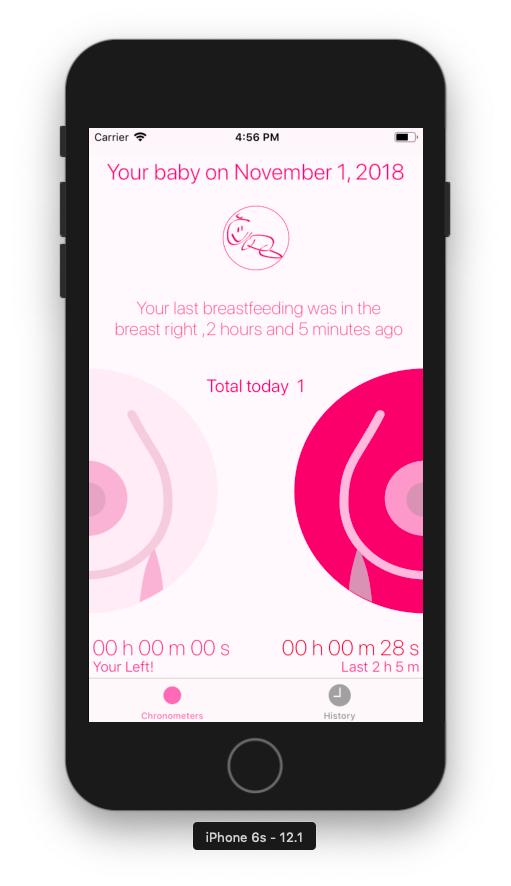 Carrier 4:56 PM
Your baby on November 1, 2018
Your last breastfeeding was in the
breast right ,2 hours and 5 minutes ago
Total today 1
00 h 00 m 00 s 00 h 00 m 28 s
Your Left! Last 2 h 5 m
Chronometers History
iPhone 6s - 12.1